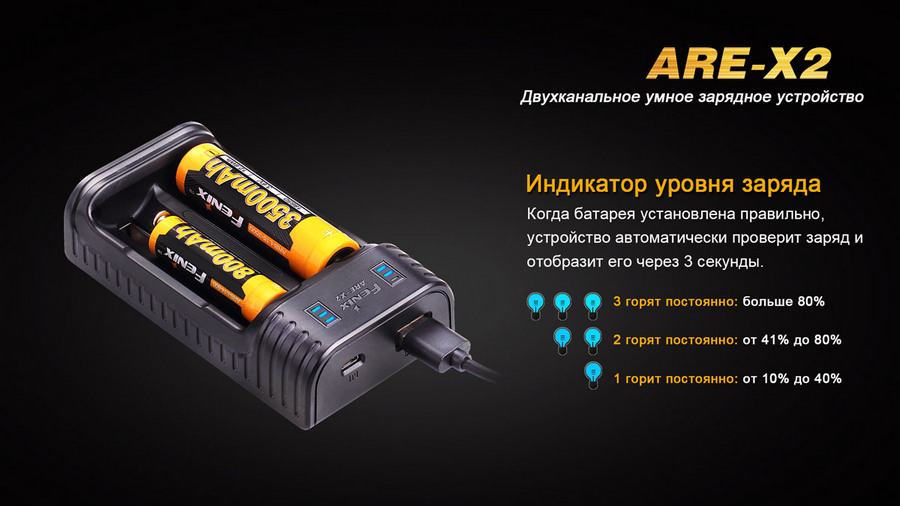 ARE-X2
Двухканальное умное зарядное устройство
Индикатор уровня заряда
Когда батарея установлена правильно,
устройство автоматически проверит заряд и
отобразит его через 3 секунды.
3 горят постоянно: больше 80%
2 горят постоянно: от 41% до 80%
1 горит постоянно: от 10% до 40%
3500mAh
FENIX
800mAh
FENIX
FENIX
ARE-X2